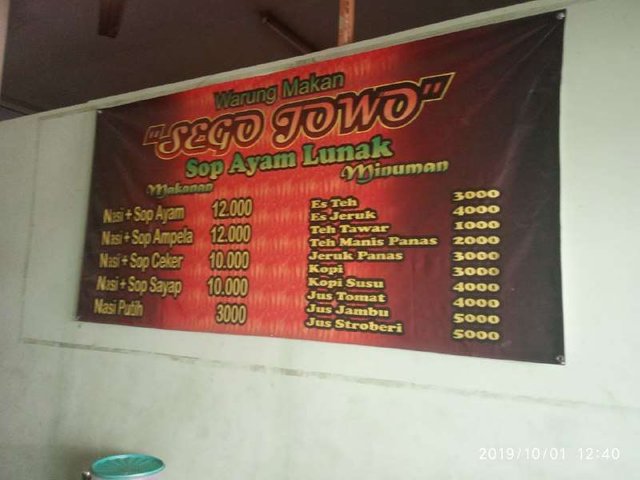 Warung Makan
"SEGO JOWO"
Sop Ayam Lunak
Makanan
Nasi + Sop Ayam 12.000
Nasi + Sop Ampela 12.000
Nasi + Sop Ceker 10.000
Nasi + Sop Sayap 10.000
Nasi Putih 3000
Minuman
Es Teh 3000
Es Jeruk 4000
Teh Tawar 1000
Teh Manis Panas 2000
Jeruk Panas 3000
Kopi 3000
Kopi Susu 4000
Jus Tomat 4000
Jus Jambu 5000
Jus Stroberi 5000
2019/10/01 12:40